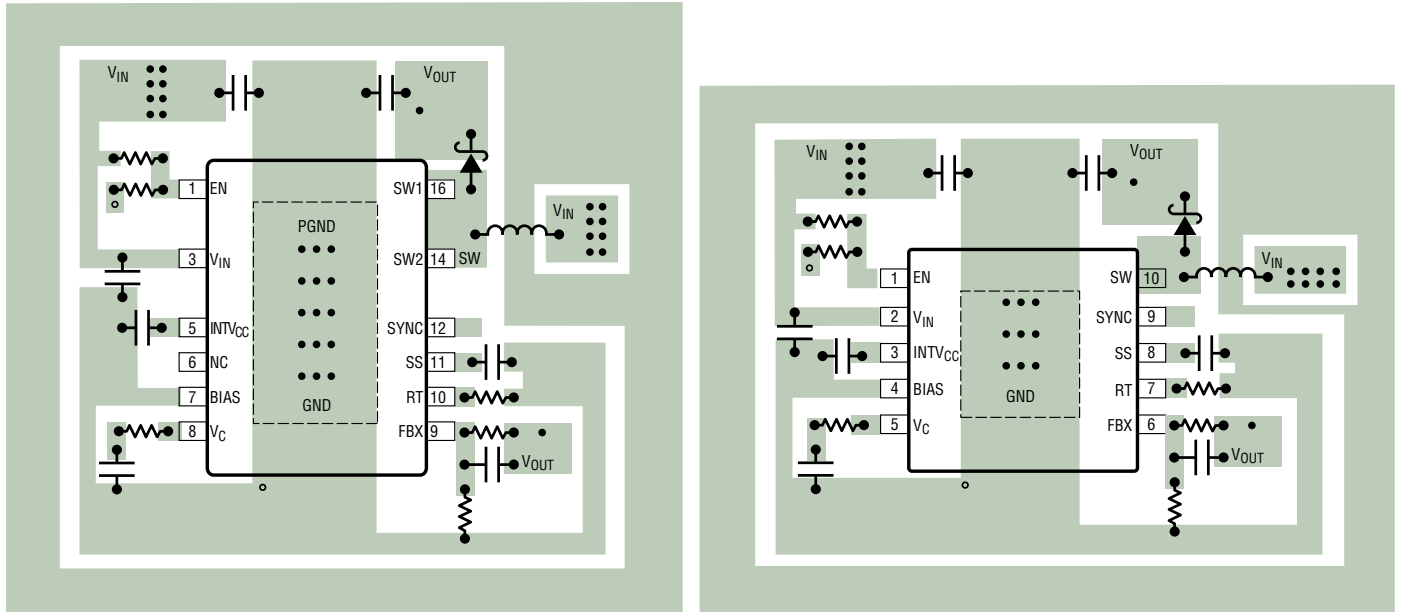 VIN
VOUT
1 EN
SW1 16
PGND
VIN
3 VIN
SW2 14 SW
5 INTVCC
SYNC 12
6 NC
SS 11
7 BIAS
GND
RT 10
8 VC
FBX 9
VOUT
VIN
VOUT
1 EN
SW 10
VIN
2 VIN
SYNC 9
3 INTVCC
SS 8
4 BIAS
GND
RT 7
5 VC
FBX 6
VOUT